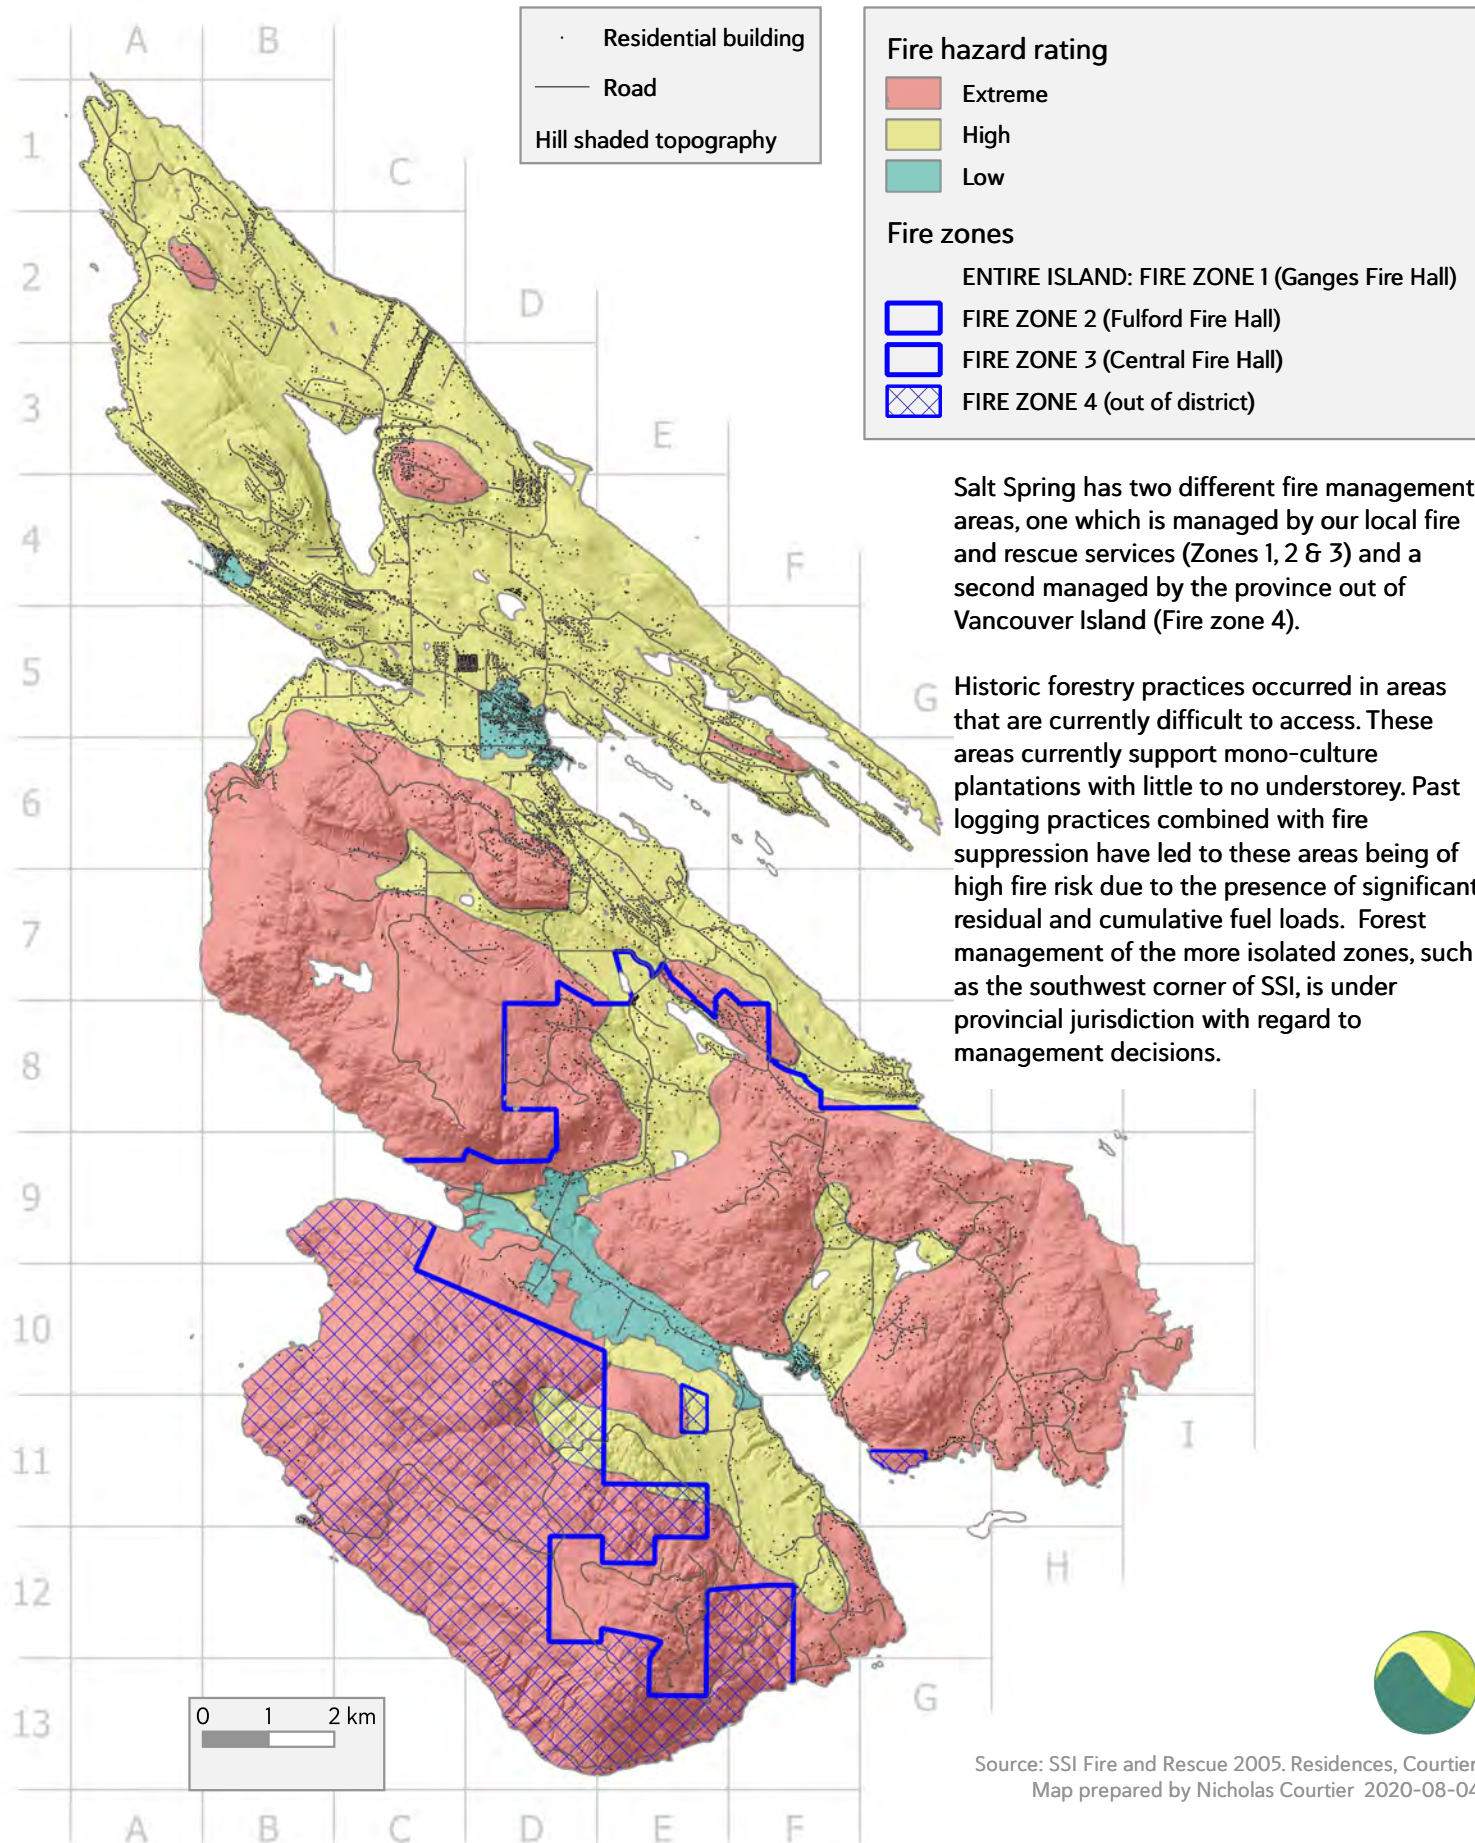 A
B
Residential building
Road
Hill shaded topography
Fire hazard rating
Extreme
High
Low
Fire zones
ENTIRE ISLAND: FIRE ZONE 1 (Ganges Fire Hall)
FIRE ZONE 2 (Fulford Fire Hall)
FIRE ZONE 3 (Central Fire Hall)
FIRE ZONE 4 (out of district)
1
C
2
D
3
E
Salt Spring has two different fire management
areas, one which is managed by our local fire
and rescue services (Zones 1, 2 & 3) and a
second managed by the province out of
Vancouver Island (Fire zone 4).
4
F
5
G
Historic forestry practices occurred in areas
that are currently difficult to access. These
areas currently support mono-culture
plantations with little to no understorey. Past
logging practices combined with fire
suppression have led to these areas being of
high fire risk due to the presence of significant
residual and cumulative fuel loads. Forest
management of the more isolated zones, such
as the southwest corner of SSI, is under
provincial jurisdiction with regard to
management decisions.
6
7
8
9
10
11
I
12
H
13
G
0 1 2 km
Source: SSI Fire and Rescue 2005. Residences, Courtier
Map prepared by Nicholas Courtier 2020-08-04
A
B
C
D
E
F